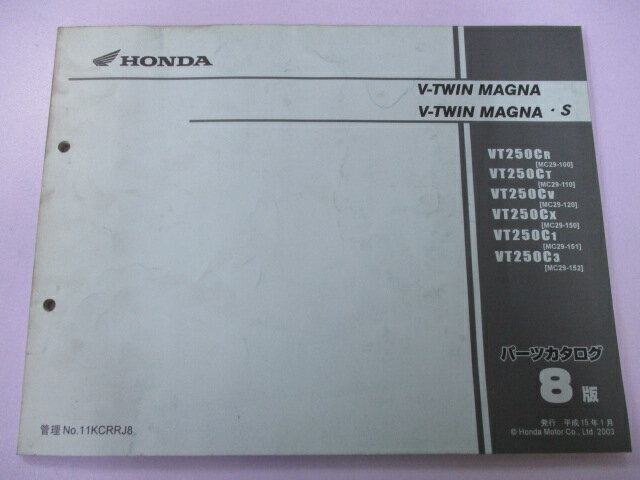 HONDA
V-TWIN MAGNA
V-TWIN MAGNA・S
VT250CR
[MC29-100]
VT250CT
[MC29-110]
VT250CV
[MC29-120]
VT250CX
[MC29-150]
VT250C1
[MC29-151]
VT250C3
[MC29-152]
パーツカタログ
8版
発行 平成15年1月
© Honda Motor Co., Ltd. 2003
管理 No.11KCRRJ8